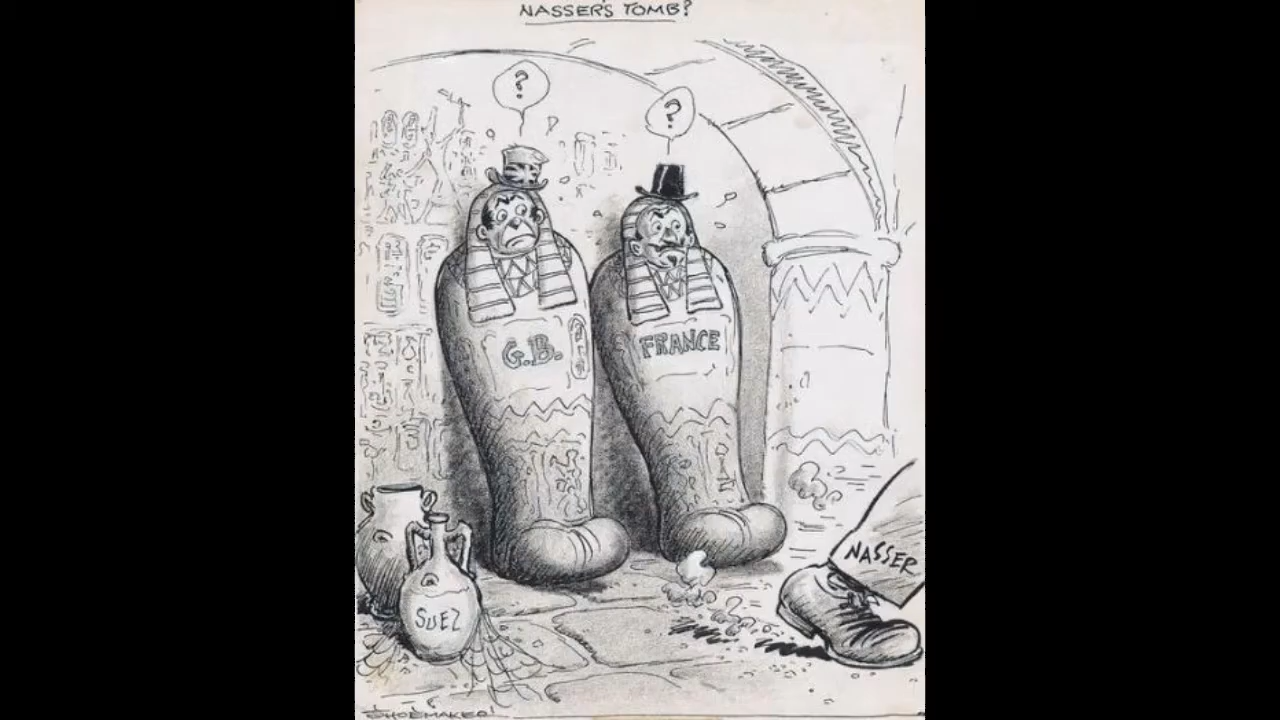 NASSER'S TOMB?
?
?
G.B.
FRANCE
NASSER
SUEZ
SHOEMAKER